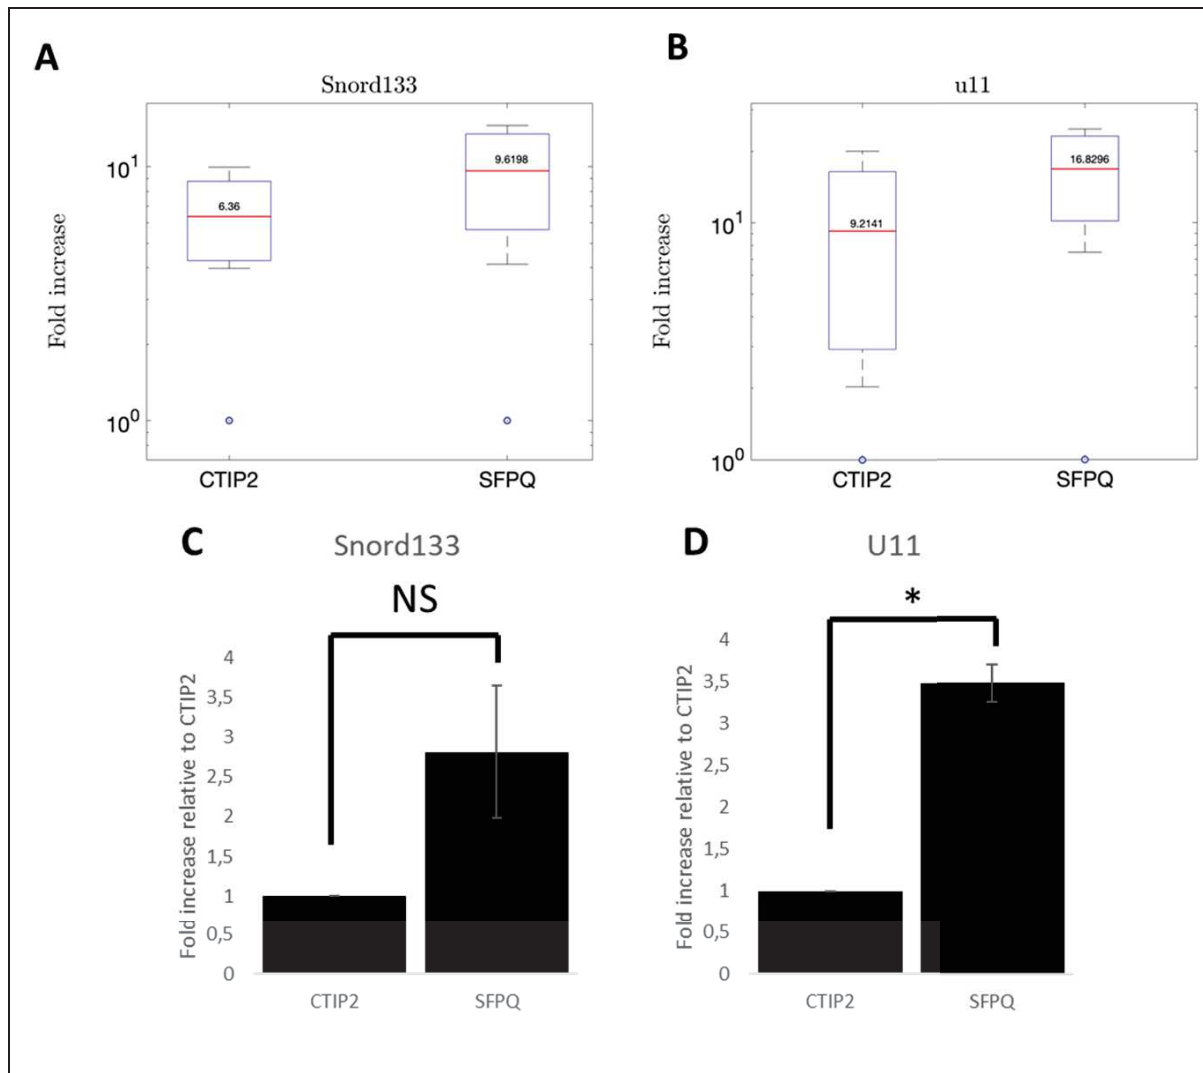 A
Snord133
Fold increase
10^1
10^0
6.36
9.6198
CTIP2
SFPQ
B
u11
Fold increase
10^1
10^0
9.2141
16.8296
CTIP2
SFPQ
C
Snord133
NS
Fold increase relative to CTIP2
4
3,5
3
2,5
2
1,5
1
0,5
0
CTIP2
SFPQ
D
U11
*
Fold increase relative to CTIP2
4
3,5
3
2,5
2
1,5
1
0,5
0
CTIP2
SFPQ